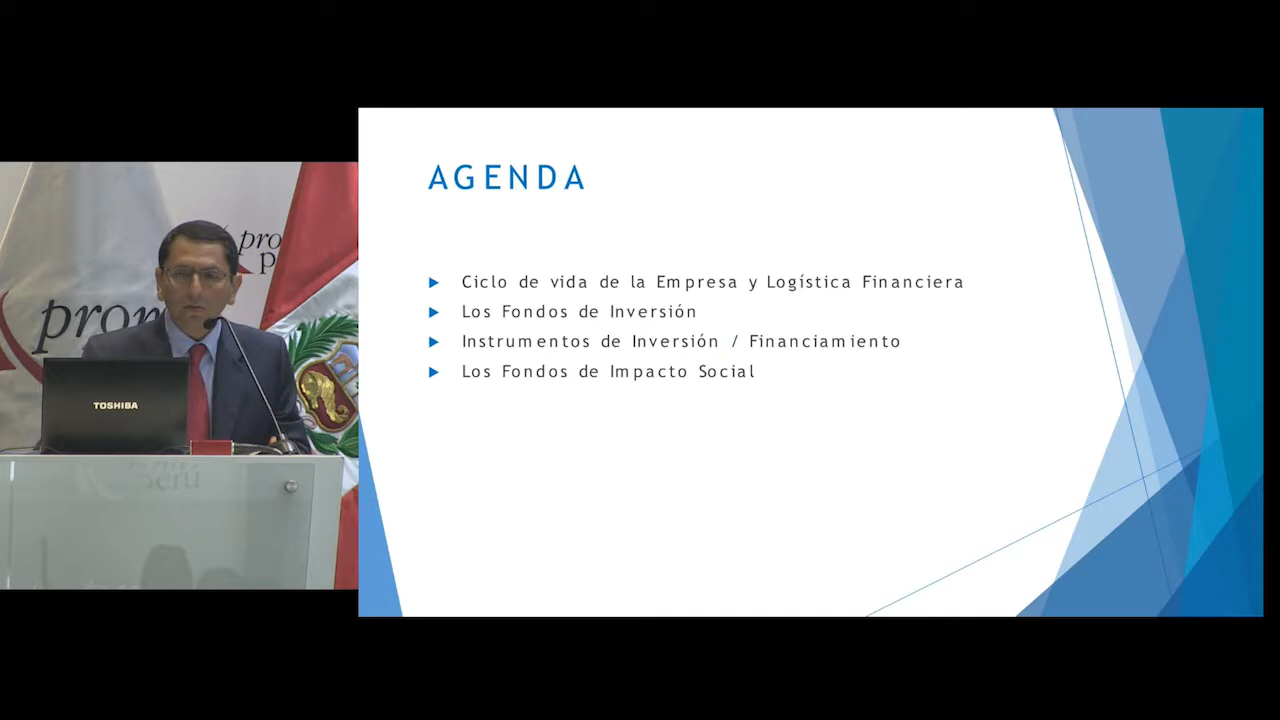 AGENDA
Ciclo de vida de la Empresa y Logística Financiera
Los Fondos de Inversión
Instrumentos de Inversión / Financiamiento
Los Fondos de Impacto Social
pro
p
prom
TOSHIBA
perú